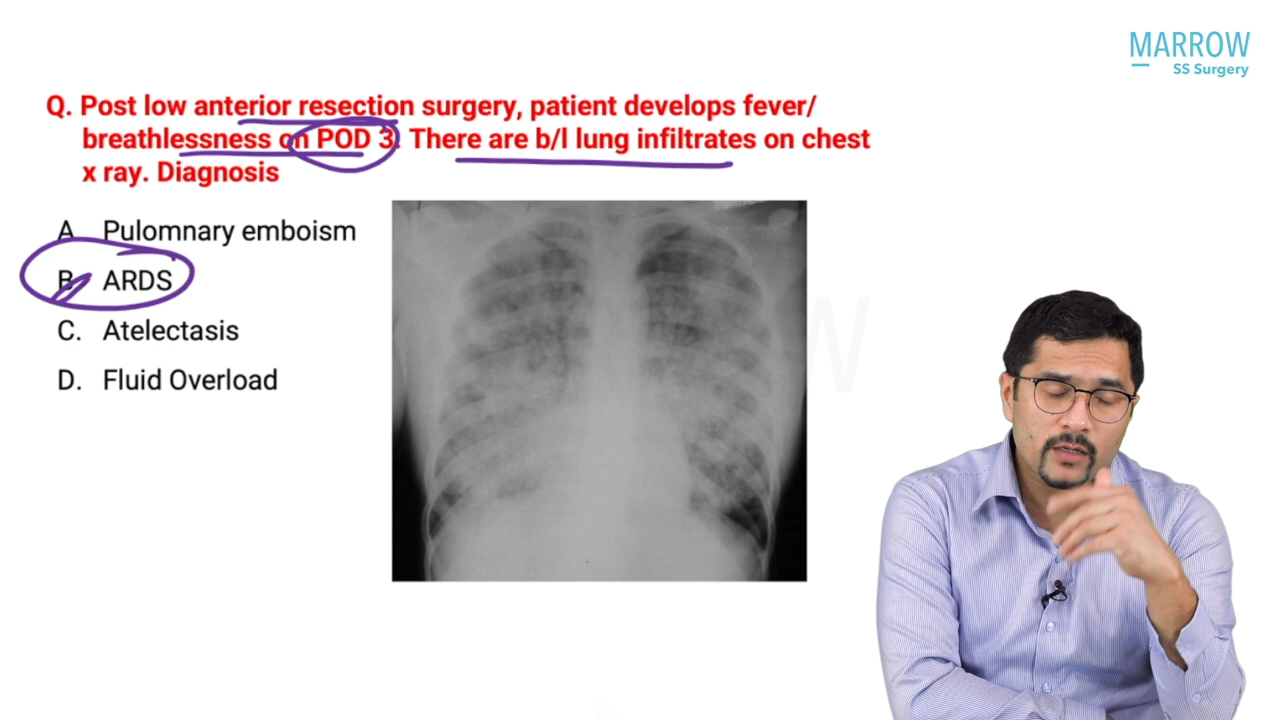 MARROW
SS Surgery
Q. Post low anterior resection surgery, patient develops fever/
breathlessness on POD 3. There are b/l lung infiltrates on chest
x ray. Diagnosis
A. Pulomnary emboism
B. ARDS
C. Atelectasis
D. Fluid Overload